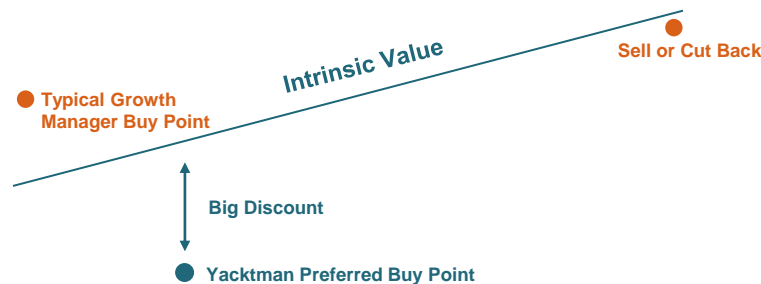 Intrinsic Value
Sell or Cut Back
Typical Growth
Manager Buy Point
Big Discount
Yacktman Preferred Buy Point